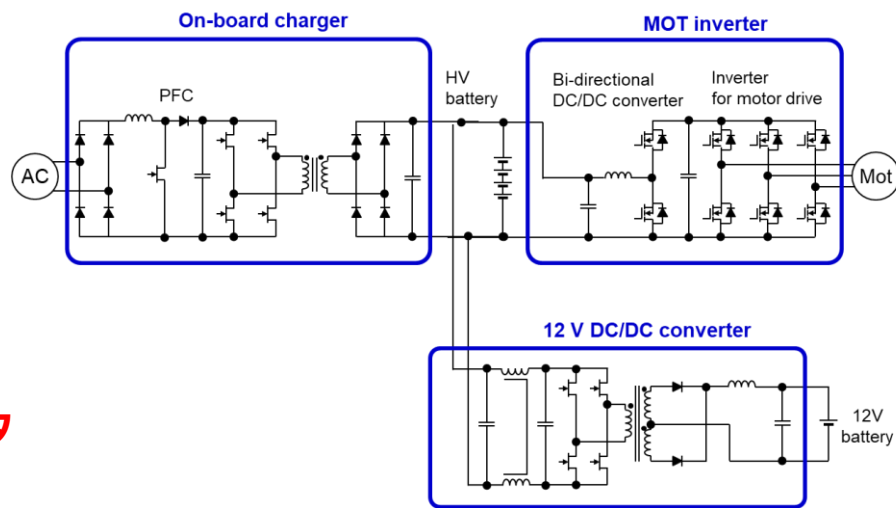 On-board charger
MOT inverter
PFC
HV
battery
Bi-directional
DC/DC converter
Inverter
for motor drive
AC
Mot
12 V DC/DC converter
12V
battery